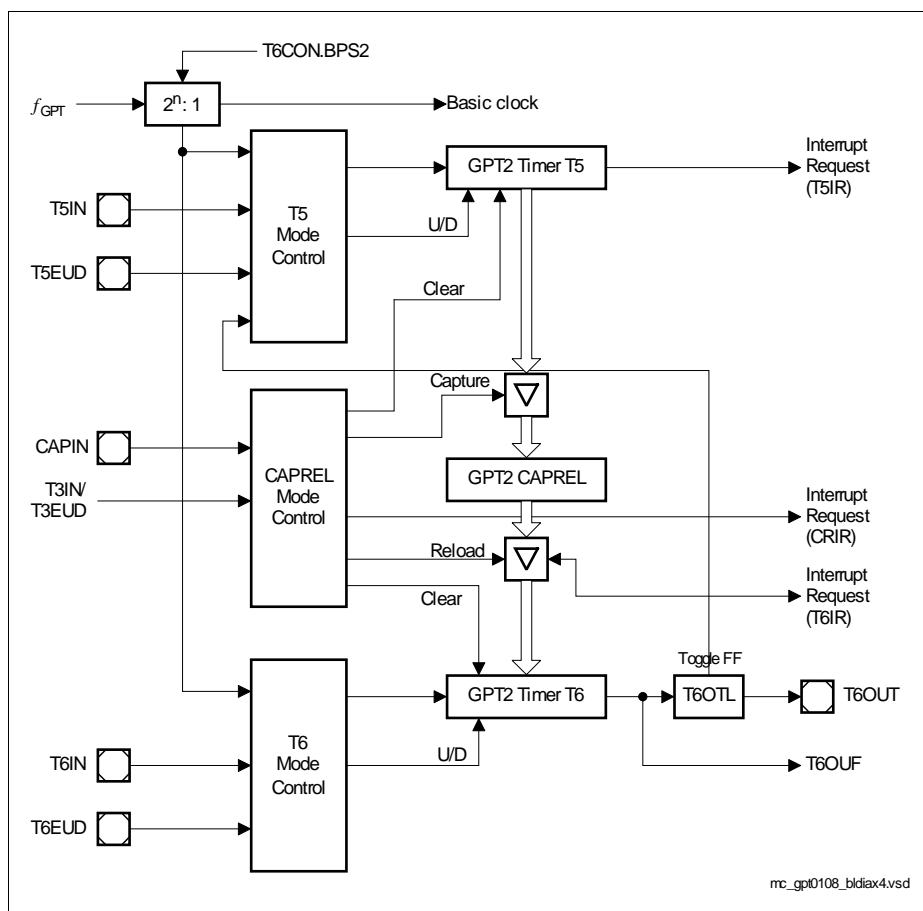 T6CON.BPS2
fGPT
2n: 1
Basic clock
T5IN
T5EUD
T5
Mode
Control
U/D
GPT2 Timer T5
Interrupt
Request
(T5IR)
Clear
Capture
CAPIN
T3IN/
T3EUD
CAPREL
Mode
Control
GPT2 CAPREL
Interrupt
Request
(CRIR)
Reload
Interrupt
Request
(T6IR)
Clear
Toggle FF
GPT2 Timer T6
T6OTL
T6OUT
T6IN
T6EUD
T6
Mode
Control
U/D
T6OUF
mc_gpt0108_bldiax4.vsd